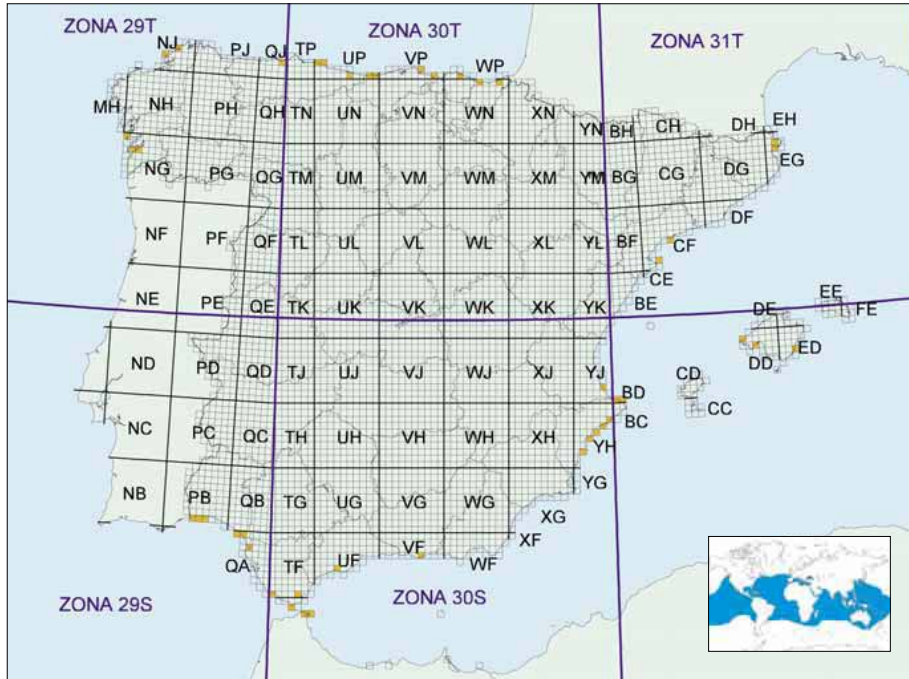 ZONA 29T
ZONA 30T
ZONA 31T
NJ PJ QJ TP UP VP WP
MH NH PH QH TN UN VN WN XN YN BH CH DH EH
NG PG QG TM UM VM WM XM YM BG CG DG EG
NF PF QF TL UL VL WL XL YL BF CF DF
NE PE QE TK UK VK WK XK YK BE CE DE EE FE
ND PD QD TJ UJ VJ WJ XJ YJ BD CD DD ED
NC PC QC TH UH VH WH XH YH BC CC
NB PB QB TG UG VG WG XG YG
QA TF UF VF WF XF
ZONA 29S
ZONA 30S